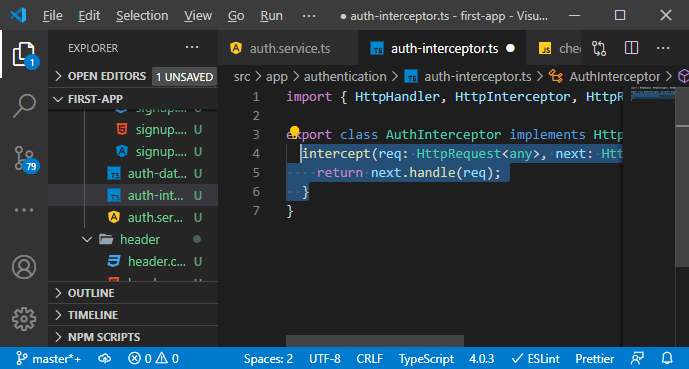 File Edit Selection View Go Run ... ● auth-interceptor.ts - first-app - Visu...
EXPLORER
OPEN EDITORS 1 UNSAVED
FIRST-APP
signup.... U
signup.... U
signup.... U
auth-dat... U
auth-int... U
auth.ser... U
header
header.c... U
OUTLINE
TIMELINE
NPM SCRIPTS
1
79
auth.service.ts
auth-interceptor.ts ●
JS chec
src > app > authentication > TS auth-interceptor.ts > AuthInterceptor >
1 import { HttpHandler, HttpInterceptor, HttpR
2
3 export class AuthInterceptor implements Http
4 intercept(req: HttpRequest<any>, next: Htt
5 return next.handle(req);
6 }
7 }
master*+ 0 0 Spaces: 2 UTF-8 CRLF TypeScript 4.0.3 ESLint Prettier